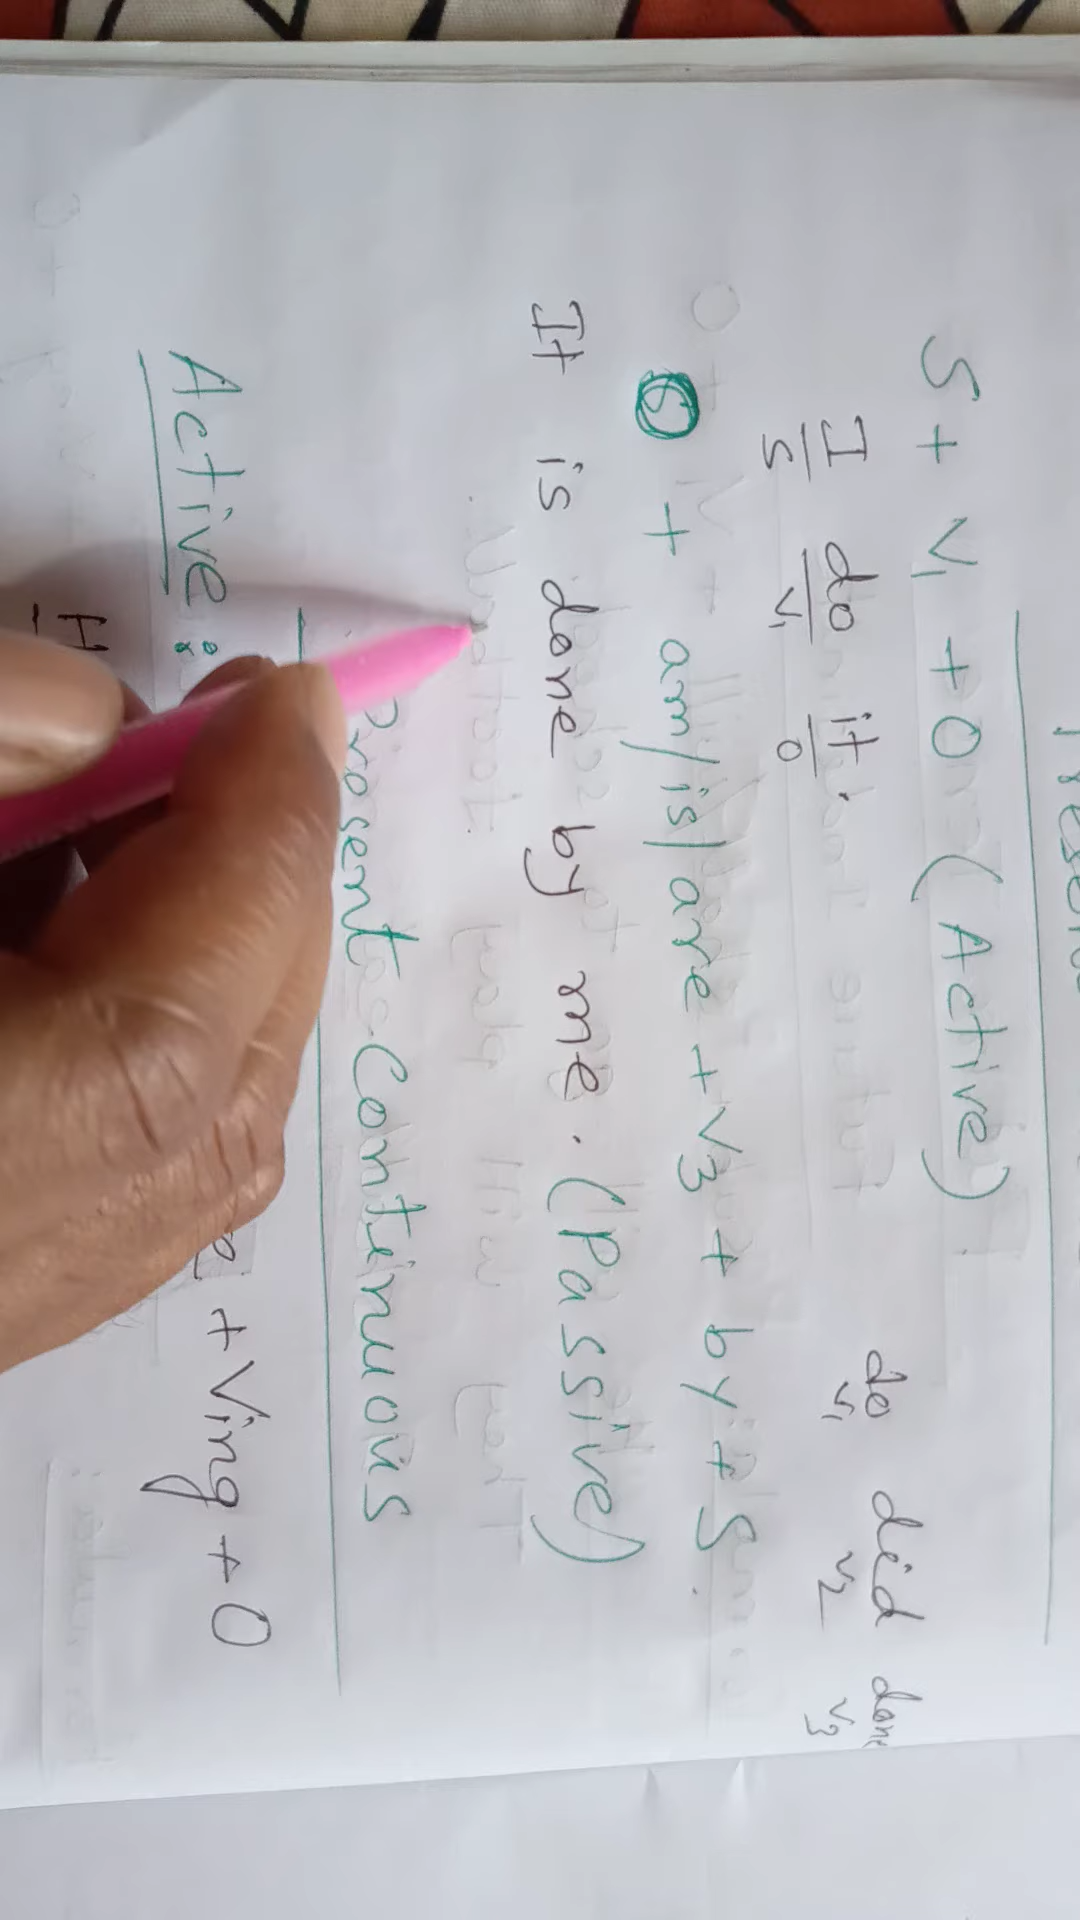 S + V1 + O (Active)
I do it.
S V1 O
do did done
V1 V2 V3
O + am/is/are + V3 + by + S.
It is done by me. (Passive)
Present Continuous
Active: + Ving + O
H